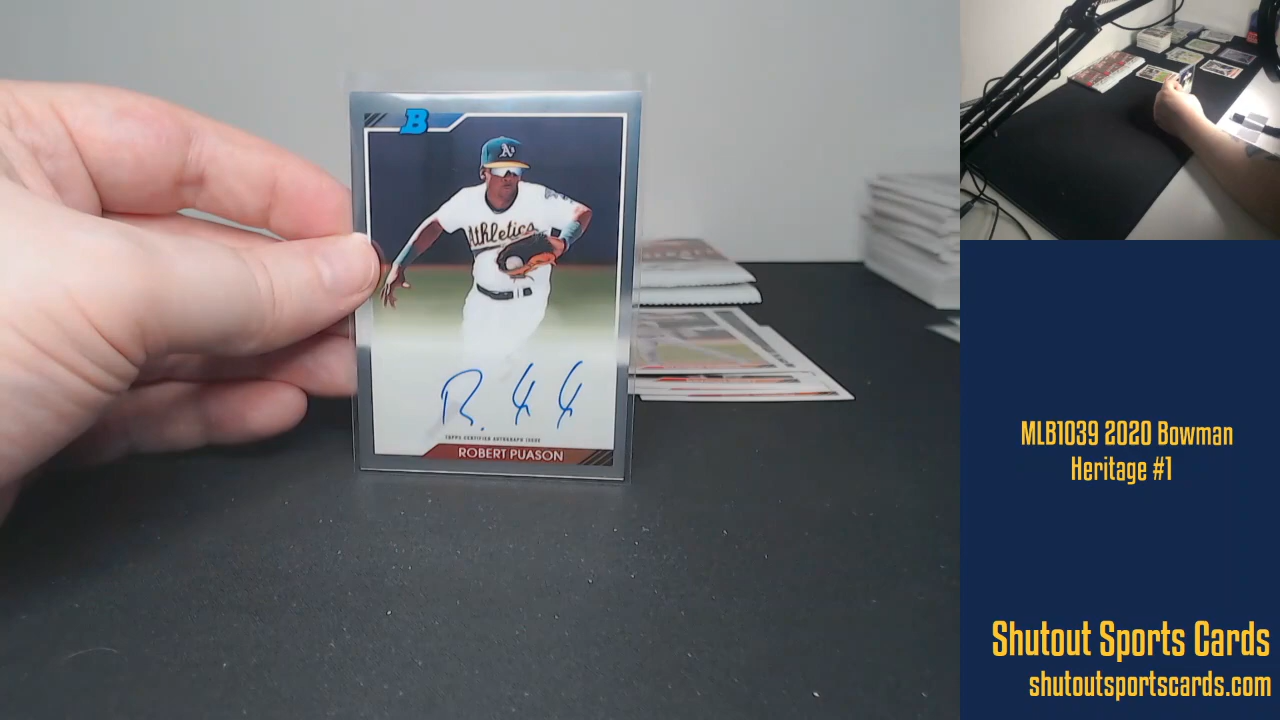 B
A's
Athletics
TOPPS CERTIFIED AUTOGRAPH ISSUE
ROBERT PUASON
MLB1039 2020 Bowman
Heritage #1
Shutout Sports Cards
shutoutsportscards.com